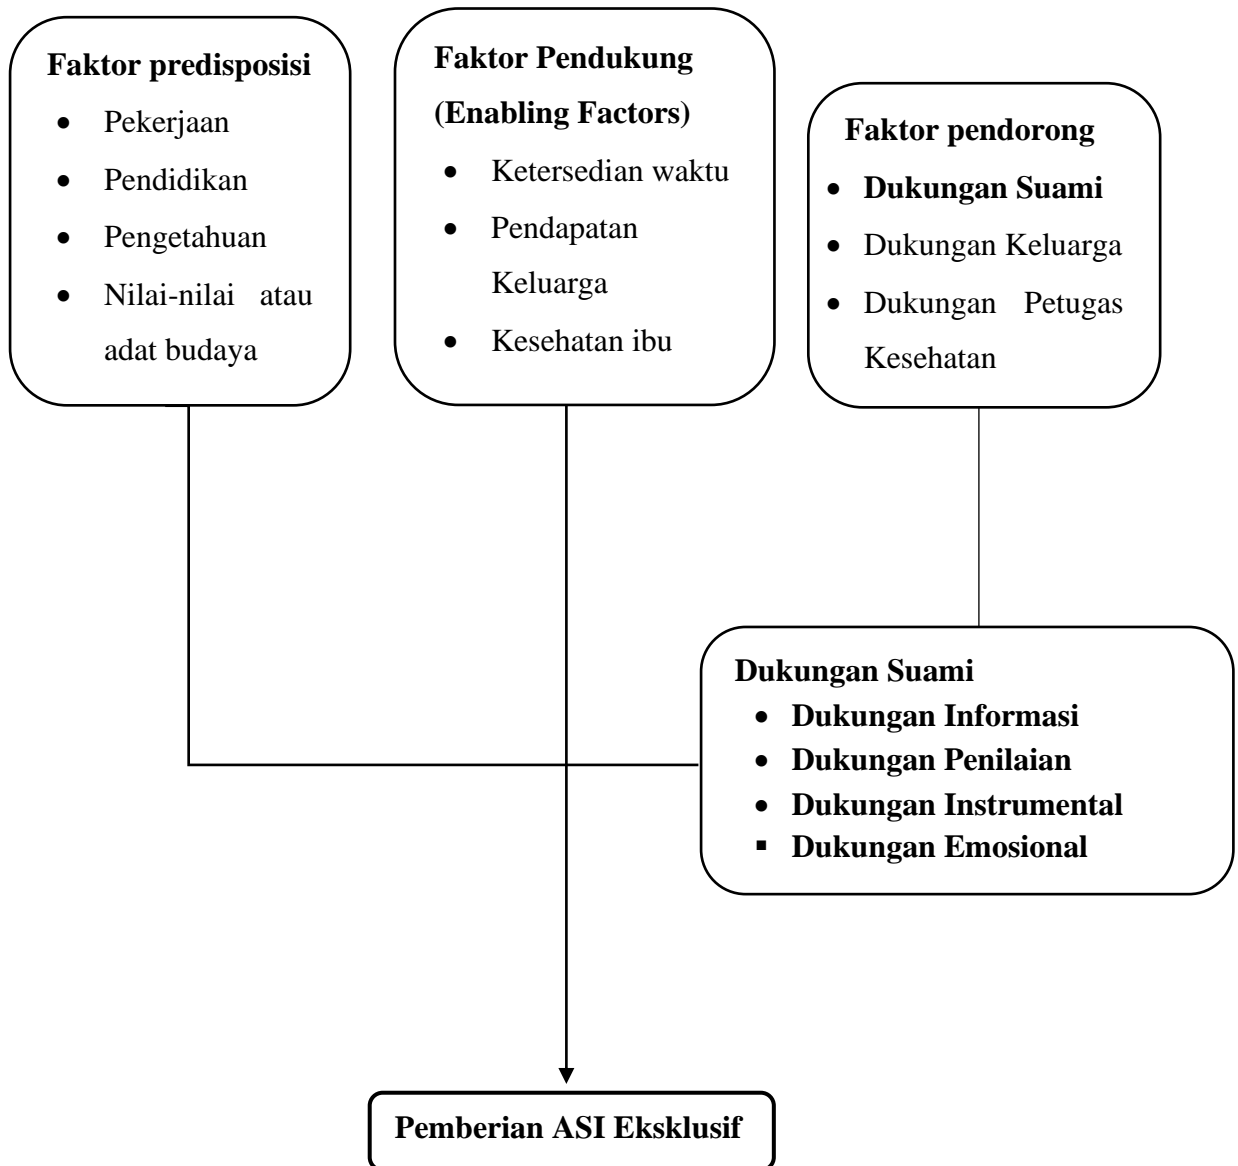 Faktor predisposisi
• Pekerjaan
• Pendidikan
• Pengetahuan
• Nilai-nilai atau
adat budaya
Faktor Pendukung
(Enabling Factors)
• Ketersedian waktu
• Pendapatan
Keluarga
• Kesehatan ibu
Faktor pendorong
• Dukungan Suami
• Dukungan Keluarga
• Dukungan Petugas
Kesehatan
Dukungan Suami
• Dukungan Informasi
• Dukungan Penilaian
• Dukungan Instrumental
▪ Dukungan Emosional
Pemberian ASI Eksklusif